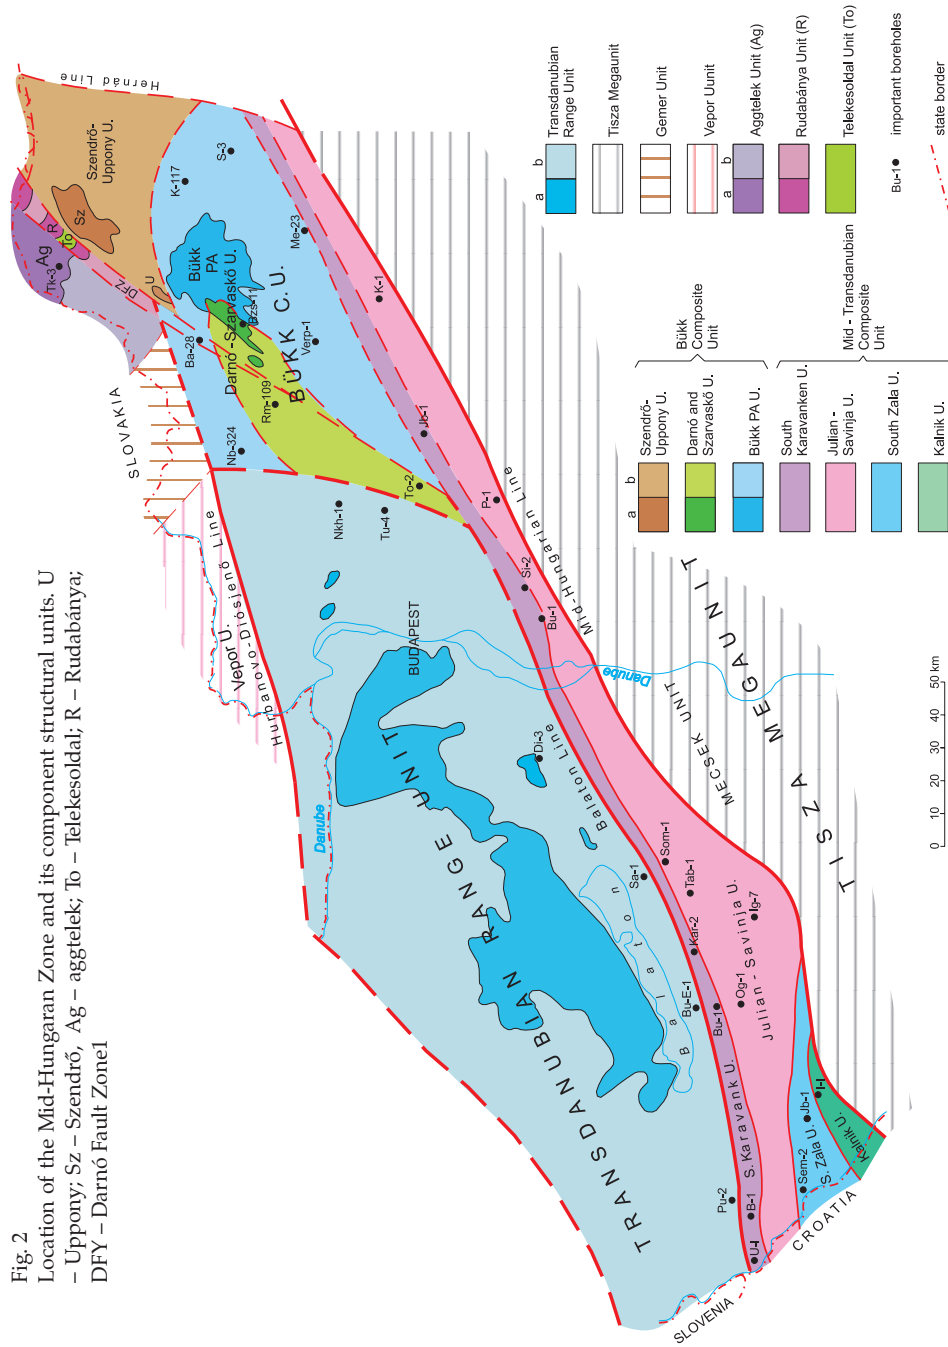 Fig. 2
Location of the Mid-Hungaran Zone and its component structural units. U
– Uppony; Sz – Szendrő, Ag – aggtelek; To – Telekesoldal; R – Rudabánya;
DFY – Darnó Fault Zonel
Hernád Line
Szendrő-
Uppony U.
Sz
R
To
Ag
Tk-3
DFZ
U
K-117
S-3
Bükk
PA
Me-23
Darnó - Szarvaskő U.
Bzs-11
BÜKK C. U.
Verp-1
Ba-28
Rm-109
Nb-324
K-1
Jb-1
To-2
P-1
SLOVAKIA
Nkh-1
Tu-4
Vepor U.
Hurbanovo-Diósjenő Line
Si-2
Bu-1
Mid-Hungarian Line
BUDAPEST
Danube
Danube
Di-3
Balaton Line
MECSEK UNIT
TISZA MEGAUNIT
TRANSDANUBIAN RANGE UNIT
Balaton
Sa-1
Som-1
Tab-1
Kar-2
Ig-7
Bu-E-1
Bu-1
Og-1
Julian - Savinja U.
S. Karavank U.
Pu-2
B-1
U-I
Sem-2
S. Zala U.
Jb-1
I-I
Kalnik U.
SLOVENIA
CROATIA
0 10 20 30 40 50 km
a b
Szendrő-
Uppony U.
Darnó and
Szarvaskő U.
Bükk PA U.
Bükk
Composite
Unit
South
Karavanken U.
Julian -
Savinja U.
South Zala U.
Kalnik U.
Mid - Transdanubian
Composite
Unit
a b
Transdanubian
Range Unit
Tisza Megaunit
Gemer Unit
Vepor Uunit
a b
Aggtelek Unit (Ag)
Rudabánya Unit (R)
Telekesoldal Unit (To)
Bu-1 important boreholes
state border